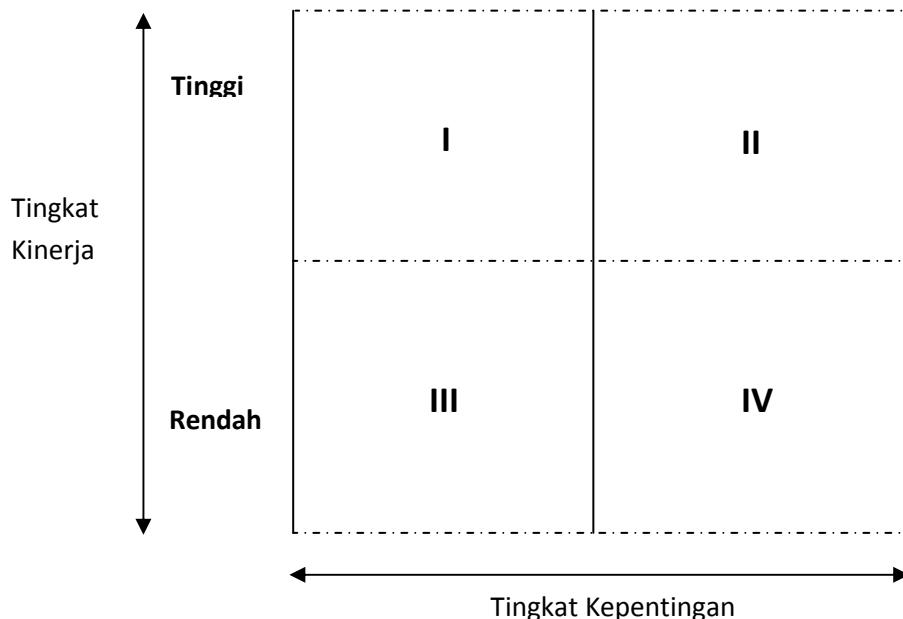 Tinggi
I
II
Tingkat
Kinerja
III
IV
Rendah
Tingkat Kepentingan